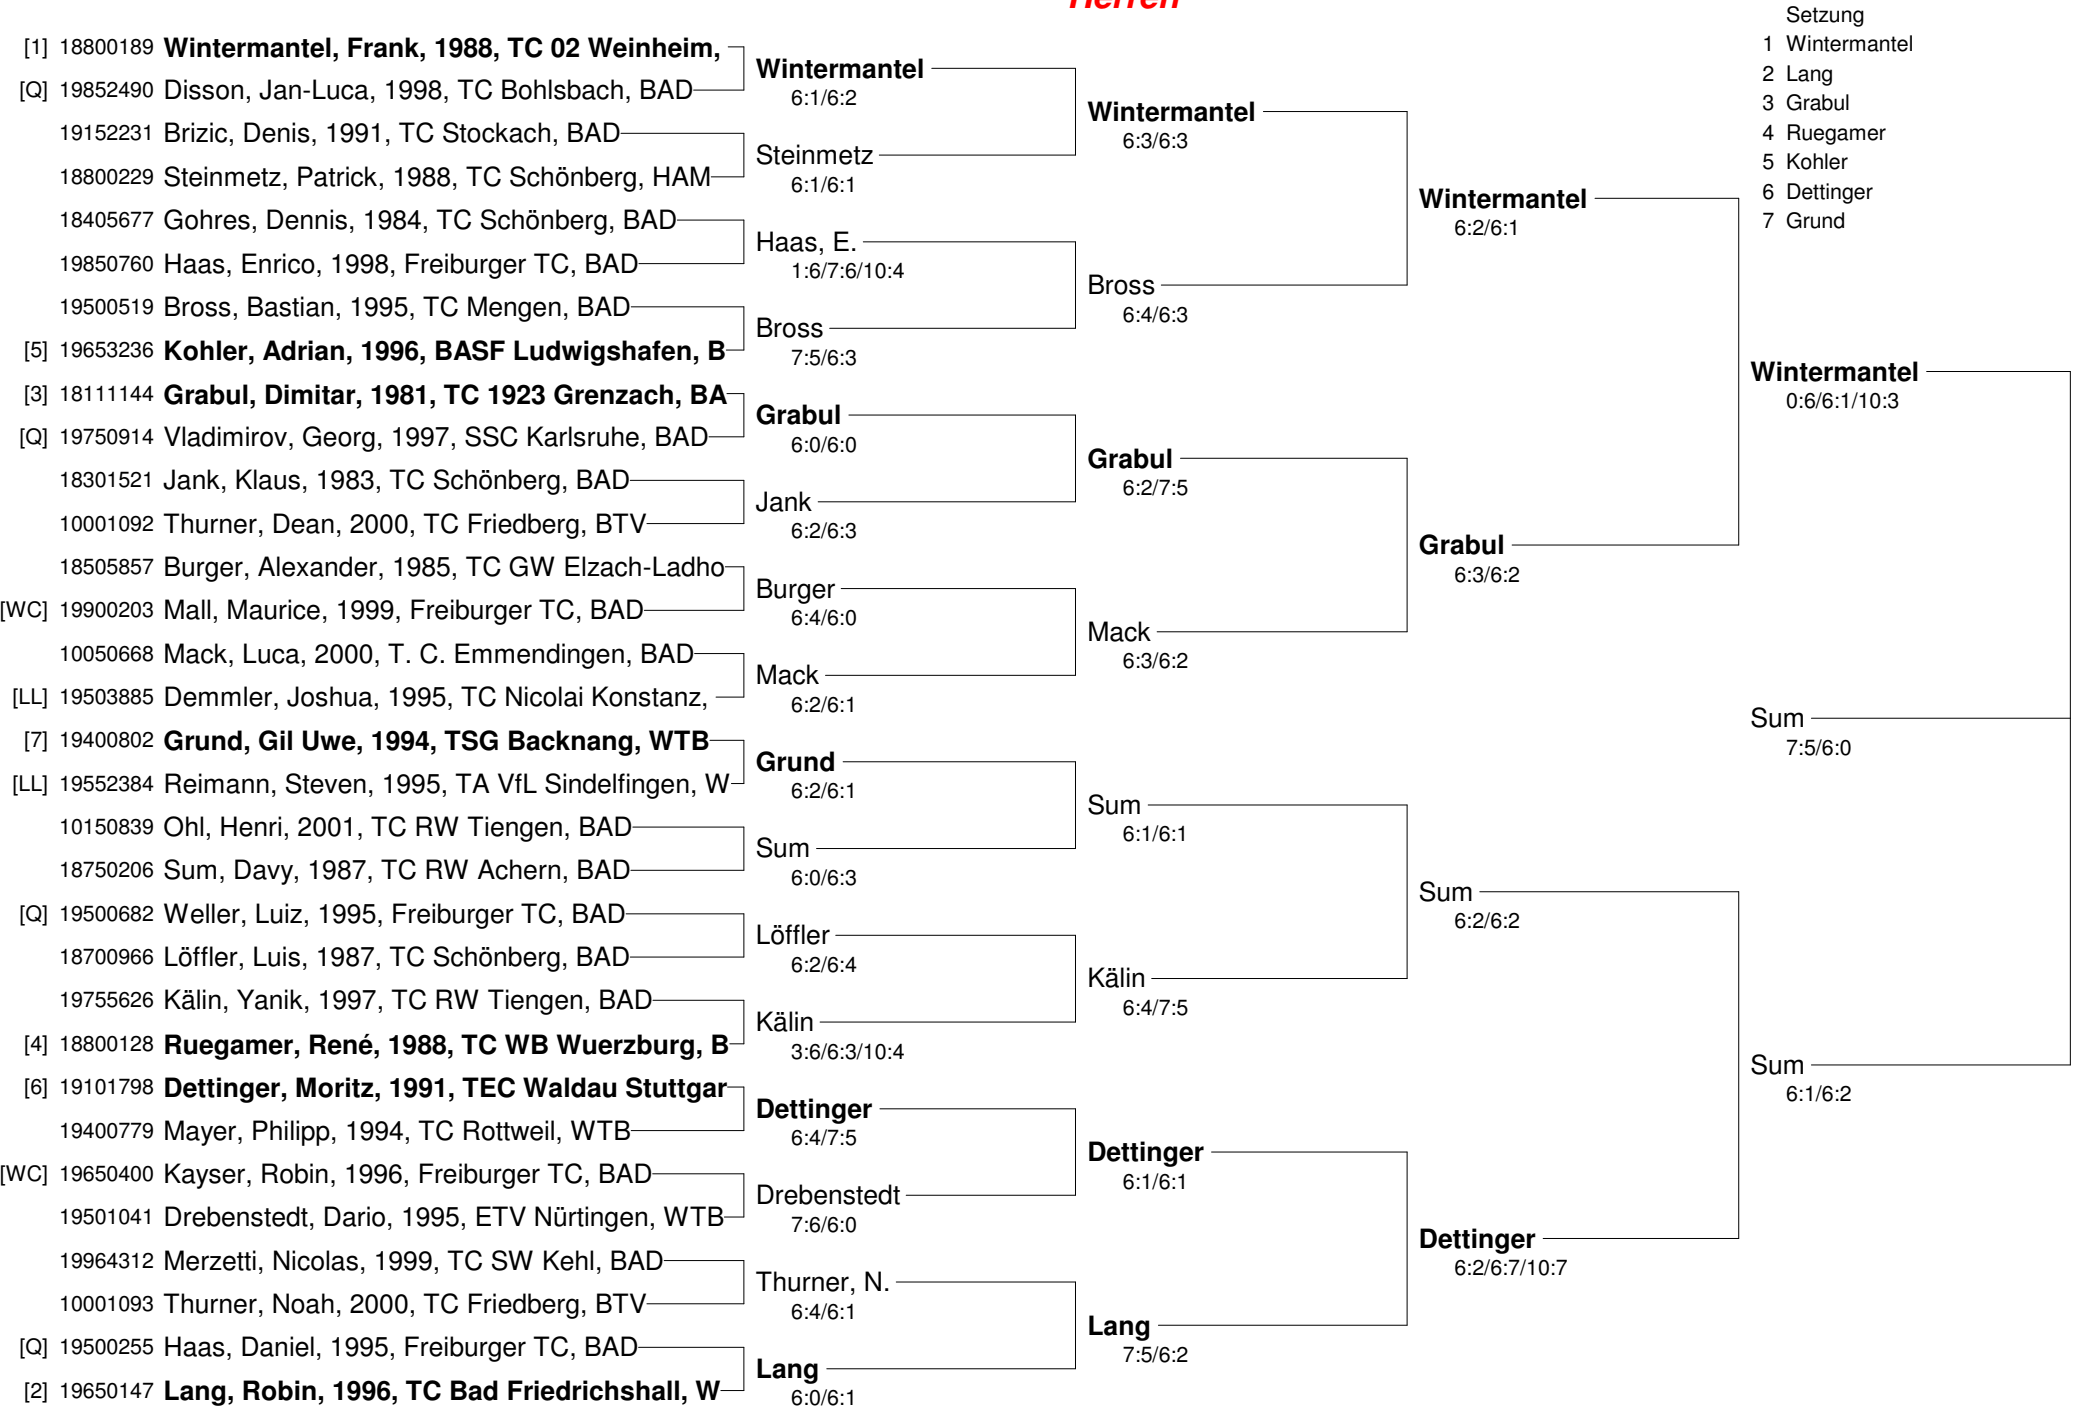 Herren
Setzung
1 Wintermantel
2 Lang
3 Grabul
4 Ruegamer
5 Kohler
6 Dettinger
7 Grund
[1] 18800189 Wintermantel, Frank, 1988, TC 02 Weinheim,
[Q] 19852490 Disson, Jan-Luca, 1998, TC Bohlsbach, BAD
19152231 Brizic, Denis, 1991, TC Stockach, BAD
18800229 Steinmetz, Patrick, 1988, TC Schönberg, HAM
18405677 Gohres, Dennis, 1984, TC Schönberg, BAD
19850760 Haas, Enrico, 1998, Freiburger TC, BAD
19500519 Bross, Bastian, 1995, TC Mengen, BAD
[5] 19653236 Kohler, Adrian, 1996, BASF Ludwigshafen, B
[3] 18111144 Grabul, Dimitar, 1981, TC 1923 Grenzach, BA
[Q] 19750914 Vladimirov, Georg, 1997, SSC Karlsruhe, BAD
18301521 Jank, Klaus, 1983, TC Schönberg, BAD
10001092 Thurner, Dean, 2000, TC Friedberg, BTV
18505857 Burger, Alexander, 1985, TC GW Elzach-Ladho
[WC] 19900203 Mall, Maurice, 1999, Freiburger TC, BAD
10050668 Mack, Luca, 2000, T. C. Emmendingen, BAD
[LL] 19503885 Demmler, Joshua, 1995, TC Nicolai Konstanz,
[7] 19400802 Grund, Gil Uwe, 1994, TSG Backnang, WTB
[LL] 19552384 Reimann, Steven, 1995, TA VfL Sindelfingen, W
10150839 Ohl, Henri, 2001, TC RW Tiengen, BAD
18750206 Sum, Davy, 1987, TC RW Achern, BAD
[Q] 19500682 Weller, Luiz, 1995, Freiburger TC, BAD
18700966 Löffler, Luis, 1987, TC Schönberg, BAD
19755626 Kälin, Yanik, 1997, TC RW Tiengen, BAD
[4] 18800128 Ruegamer, René, 1988, TC WB Wuerzburg, B
[6] 19101798 Dettinger, Moritz, 1991, TEC Waldau Stuttgar
19400779 Mayer, Philipp, 1994, TC Rottweil, WTB
[WC] 19650400 Kayser, Robin, 1996, Freiburger TC, BAD
19501041 Drebenstedt, Dario, 1995, ETV Nürtingen, WTB
19964312 Merzetti, Nicolas, 1999, TC SW Kehl, BAD
10001093 Thurner, Noah, 2000, TC Friedberg, BTV
[Q] 19500255 Haas, Daniel, 1995, Freiburger TC, BAD
[2] 19650147 Lang, Robin, 1996, TC Bad Friedrichshall, W
Wintermantel
6:1/6:2
Steinmetz
6:1/6:1
Haas, E.
1:6/7:6/10:4
Bross
7:5/6:3
Grabul
6:0/6:0
Jank
6:2/6:3
Burger
6:4/6:0
Mack
6:2/6:1
Grund
6:2/6:1
Sum
6:0/6:3
Löffler
6:2/6:4
Kälin
3:6/6:3/10:4
Dettinger
6:4/7:5
Drebenstedt
7:6/6:0
Thurner, N.
6:4/6:1
Lang
6:0/6:1
Wintermantel
6:3/6:3
Bross
6:4/6:3
Grabul
6:2/7:5
Mack
6:3/6:2
Sum
6:1/6:1
Kälin
6:4/7:5
Dettinger
6:1/6:1
Lang
7:5/6:2
Wintermantel
6:2/6:1
Grabul
6:3/6:2
Sum
6:2/6:2
Dettinger
6:2/6:7/10:7
Wintermantel
0:6/6:1/10:3
Sum
7:5/6:0
Sum
6:1/6:2